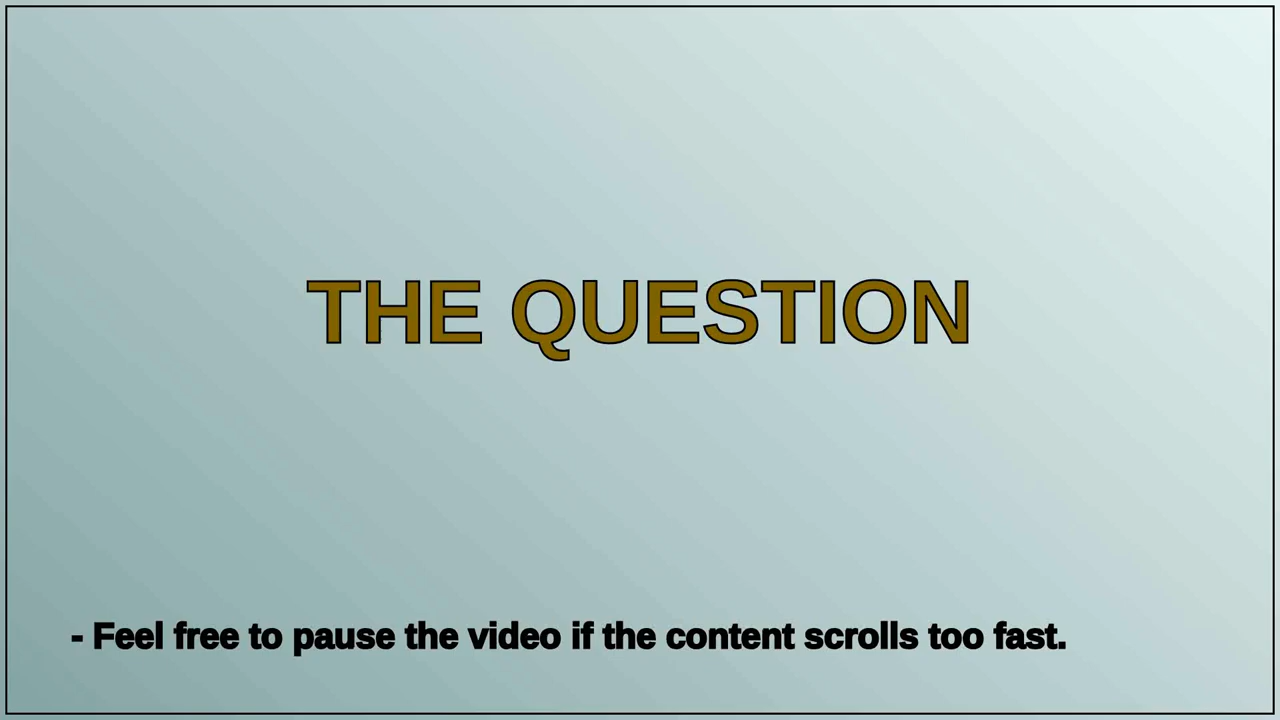 THE QUESTION
- Feel free to pause the video if the content scrolls too fast.